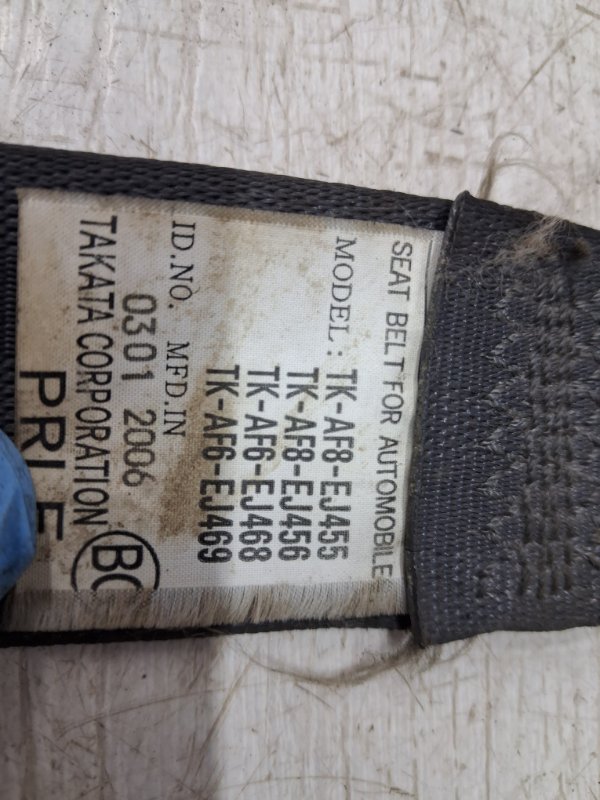 SEAT BELT FOR AUTOMOBILE
MODEL : TK-AF8-EJ455
TK-AF8-EJ456
TK-AF6-EJ468
TK-AF6-EJ469
ID.NO. MFD.IN
0301 2006
TAKATA CORPORATION